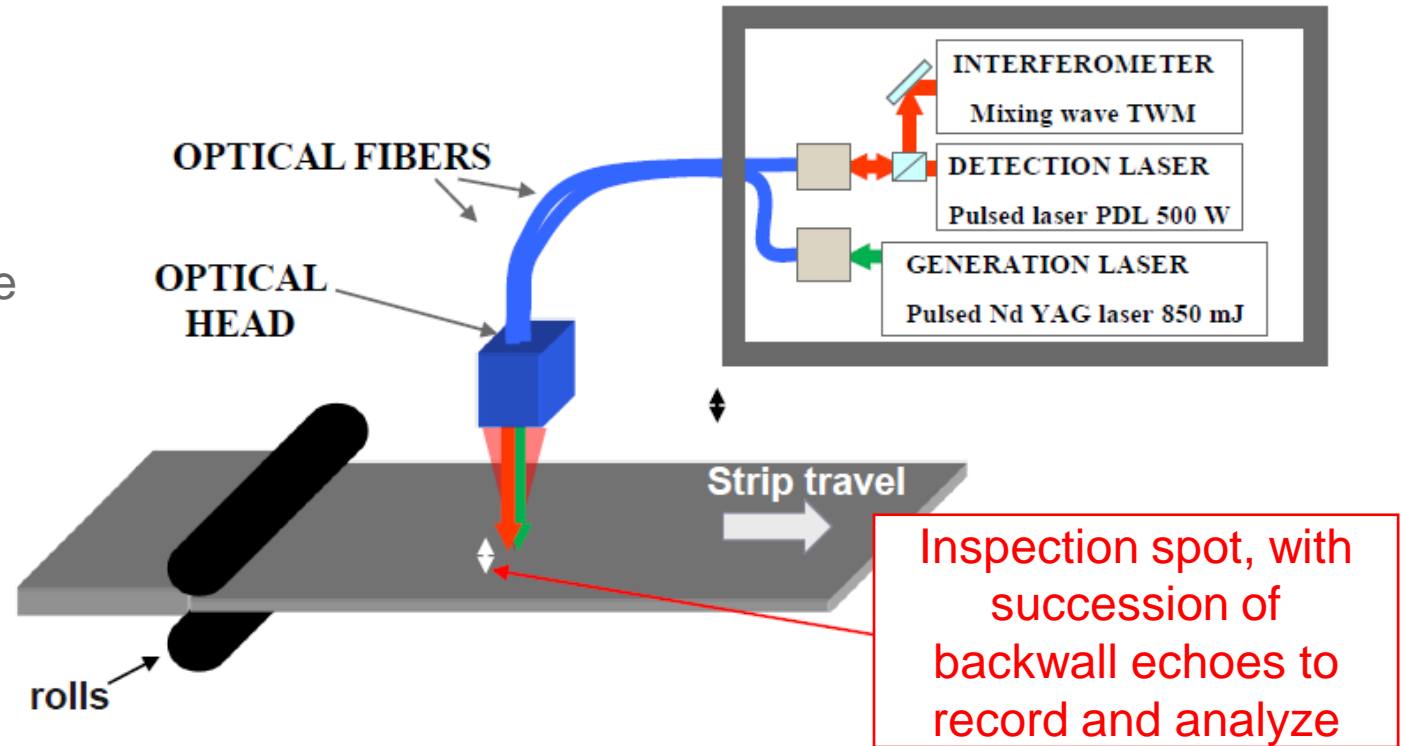 INTERFEROMETER
Mixing wave TWM
OPTICAL FIBERS
DETECTION LASER
Pulsed laser PDL 500 W
e
OPTICAL
HEAD
GENERATION LASER
Pulsed Nd YAG laser 850 mJ
Strip travel
Inspection spot, with
succession of
backwall echoes to
record and analyze
rolls